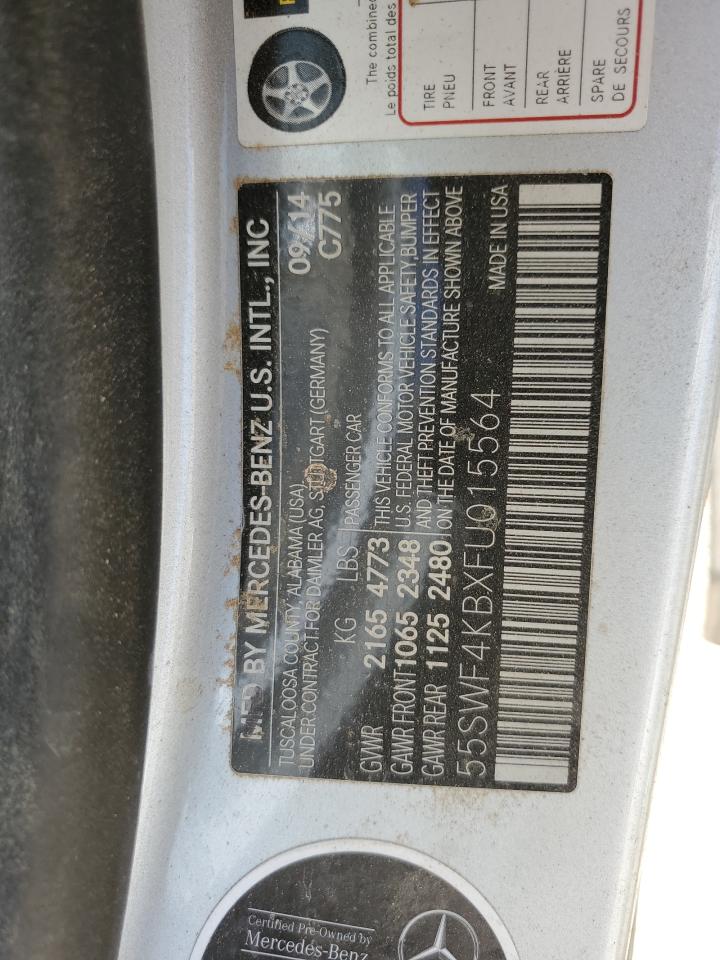 MFD BY MERCEDES-BENZ U.S. INTL., INC
TUSCALOOSA COUNTY, ALABAMA (USA)
UNDER CONTRACT FOR DAIMLER AG, STUTTGART (GERMANY)
09/14
C775
KG LBS PASSENGER CAR
GVWR 2165 4773
GAWR FRONT 1065 2348
GAWR REAR 1125 2480
THIS VEHICLE CONFORMS TO ALL APPLICABLE
U.S. FEDERAL MOTOR VEHICLE SAFETY, BUMPER
AND THEFT PREVENTION STANDARDS IN EFFECT
ON THE DATE OF MANUFACTURE SHOWN ABOVE
55SWF4KBXFU015564
MADE IN USA
The combined
Le poids total des
TIRE
PNEU
FRONT
AVANT
REAR
ARRIÈRE
SPARE
DE SECOURS
Certified Pre-Owned by
Mercedes-Benz